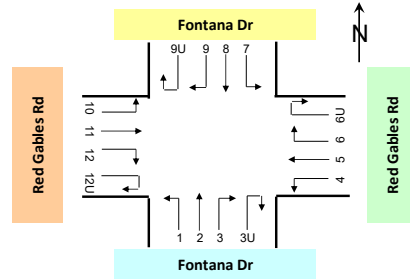 Fontana Dr
N
9U 9 8 7
Red Gables Rd
10
11
12
12U
6U
6
5
4
Red Gables Rd
1 2 3 3U
Fontana Dr